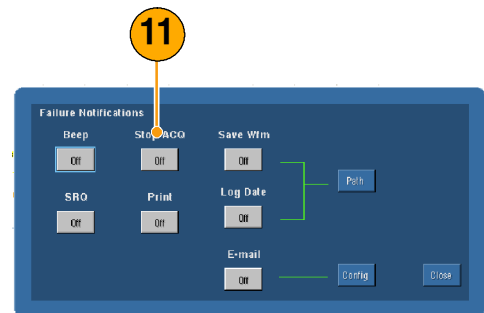 11
Failure Notifications
Beep Stop ACQ Save Wfm
Off Off Off
Path
SRQ Print Log Date
Off Off Off
E-mail
Off Config Close